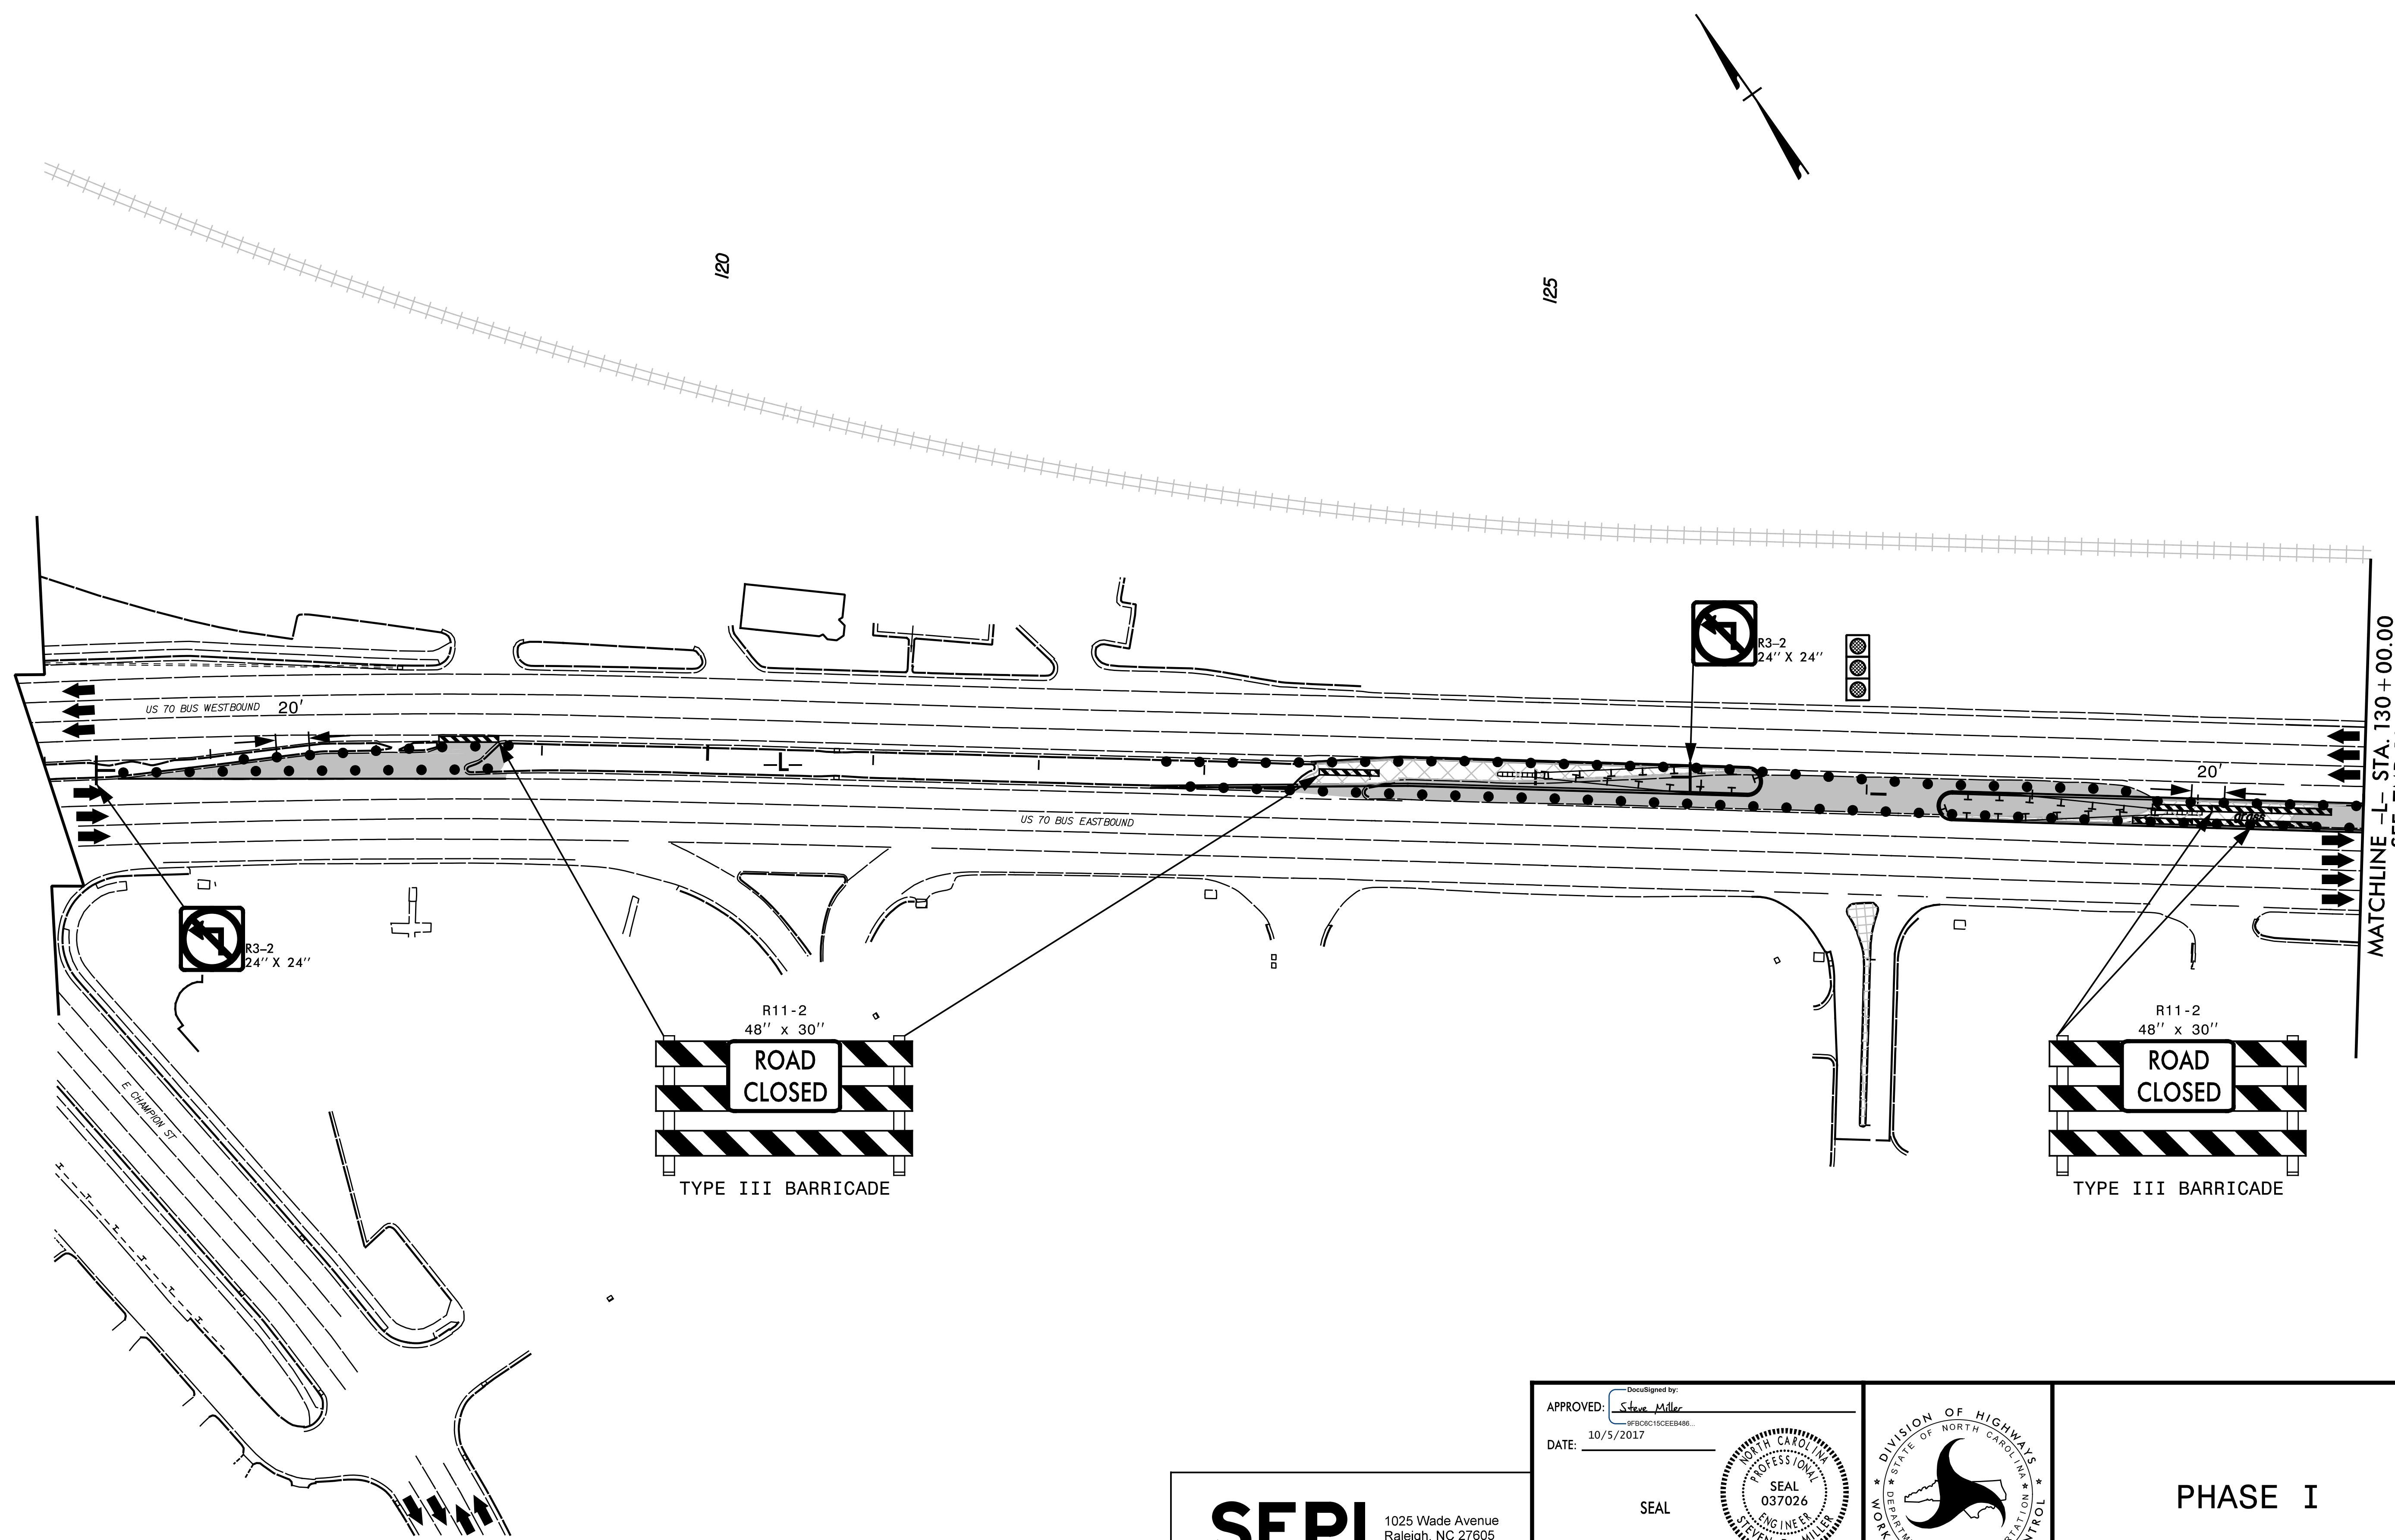 120
125
R3-2
24" X 24"
US 70 BUS WESTBOUND
20'
-L-
20'
grass
US 70 BUS EASTBOUND
MATCHLINE -L- STA. 130+00.00
R3-2
24" X 24"
R11-2
48" x 30"
ROAD
CLOSED
TYPE III BARRICADE
R11-2
48" x 30"
ROAD
CLOSED
TYPE III BARRICADE
E CHAMPION ST
DocuSigned by:
APPROVED: Steve Miller
9FBC6C15CEEB486...
DATE: 10/5/2017
NORTH CAROLINA
PROFESSIONAL
SEAL
037026
ENGINEER
STEVEN MILLER
SEAL
DIVISION OF HIGHWAYS
STATE OF NORTH CAROLINA
PHASE I
SEPI
1025 Wade Avenue
Raleigh, NC 27605